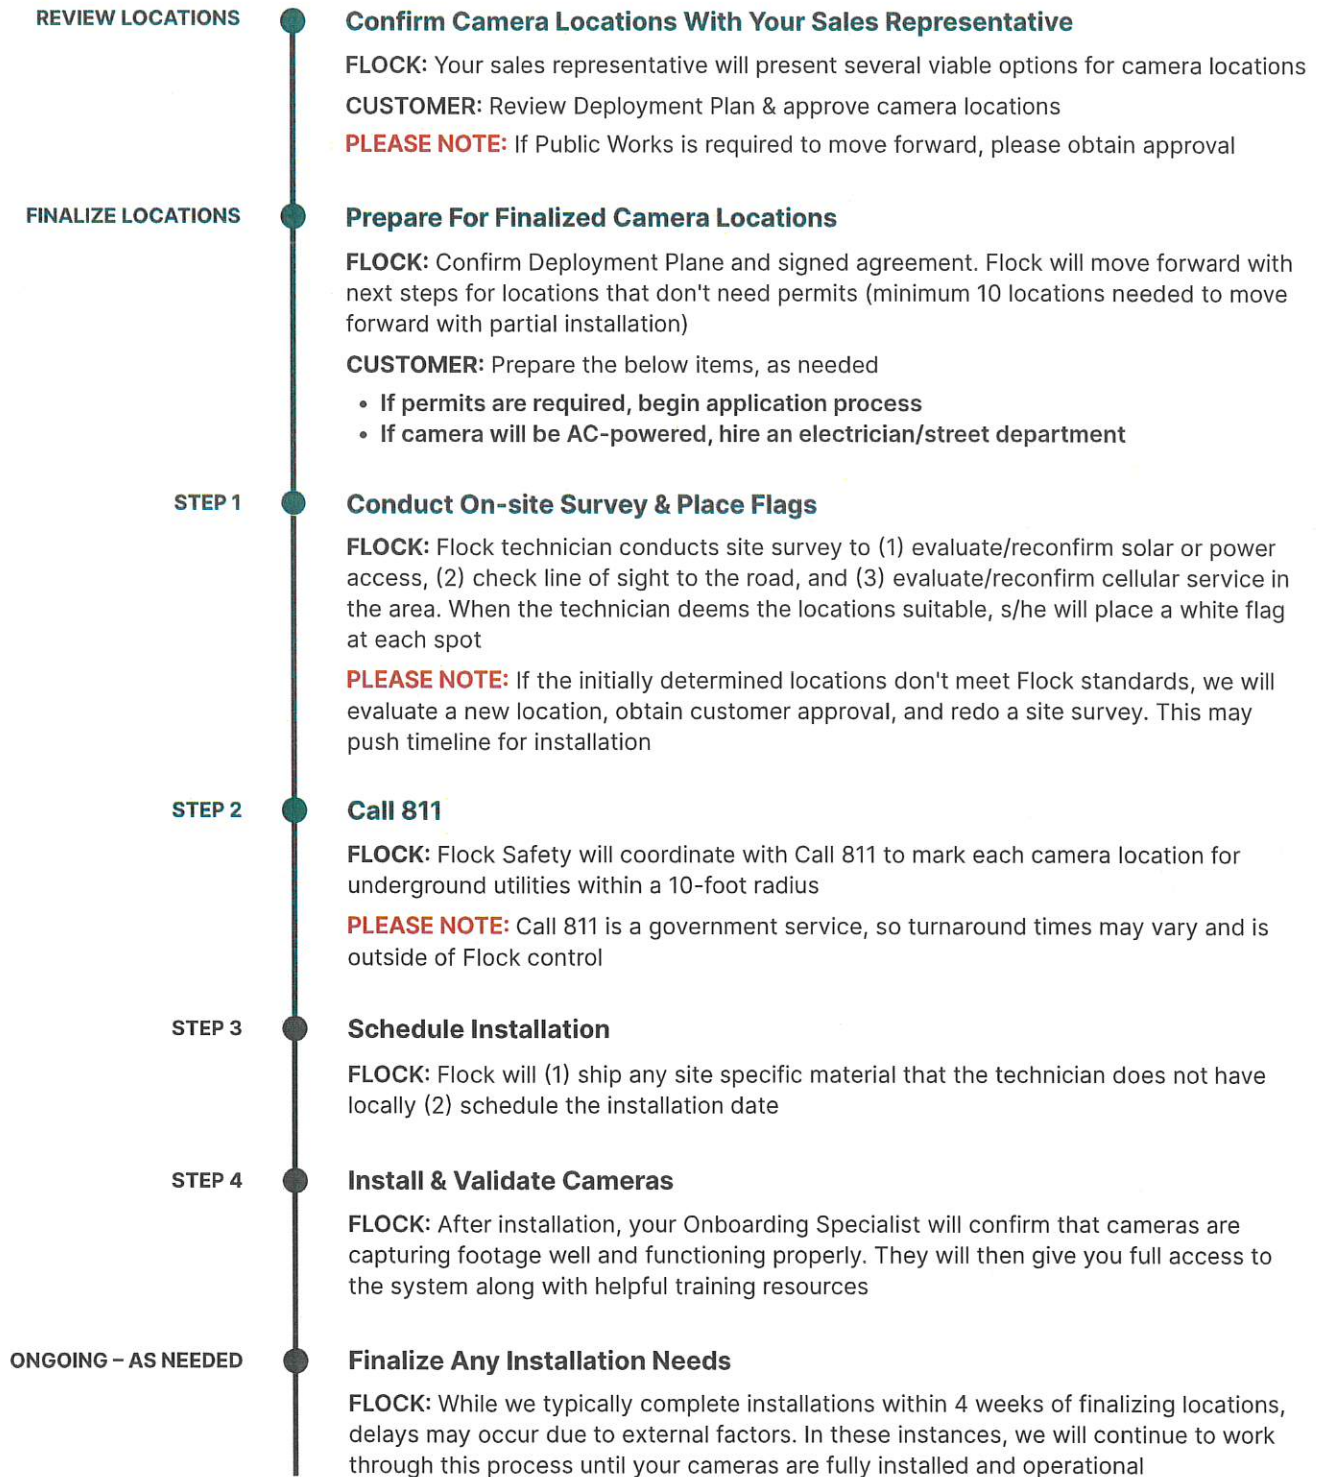 REVIEW LOCATIONS
Confirm Camera Locations With Your Sales Representative
FLOCK: Your sales representative will present several viable options for camera locations
CUSTOMER: Review Deployment Plan & approve camera locations
PLEASE NOTE: If Public Works is required to move forward, please obtain approval
FINALIZE LOCATIONS
Prepare For Finalized Camera Locations
FLOCK: Confirm Deployment Plane and signed agreement. Flock will move forward with
next steps for locations that don't need permits (minimum 10 locations needed to move
forward with partial installation)
CUSTOMER: Prepare the below items, as needed
• If permits are required, begin application process
• If camera will be AC-powered, hire an electrician/street department
STEP 1
Conduct On-site Survey & Place Flags
FLOCK: Flock technician conducts site survey to (1) evaluate/reconfirm solar or power
access, (2) check line of sight to the road, and (3) evaluate/reconfirm cellular service in
the area. When the technician deems the locations suitable, s/he will place a white flag
at each spot
PLEASE NOTE: If the initially determined locations don't meet Flock standards, we will
evaluate a new location, obtain customer approval, and redo a site survey. This may
push timeline for installation
STEP 2
Call 811
FLOCK: Flock Safety will coordinate with Call 811 to mark each camera location for
underground utilities within a 10-foot radius
PLEASE NOTE: Call 811 is a government service, so turnaround times may vary and is
outside of Flock control
STEP 3
Schedule Installation
FLOCK: Flock will (1) ship any site specific material that the technician does not have
locally (2) schedule the installation date
STEP 4
Install & Validate Cameras
FLOCK: After installation, your Onboarding Specialist will confirm that cameras are
capturing footage well and functioning properly. They will then give you full access to
the system along with helpful training resources
ONGOING – AS NEEDED
Finalize Any Installation Needs
FLOCK: While we typically complete installations within 4 weeks of finalizing locations,
delays may occur due to external factors. In these instances, we will continue to work
through this process until your cameras are fully installed and operational